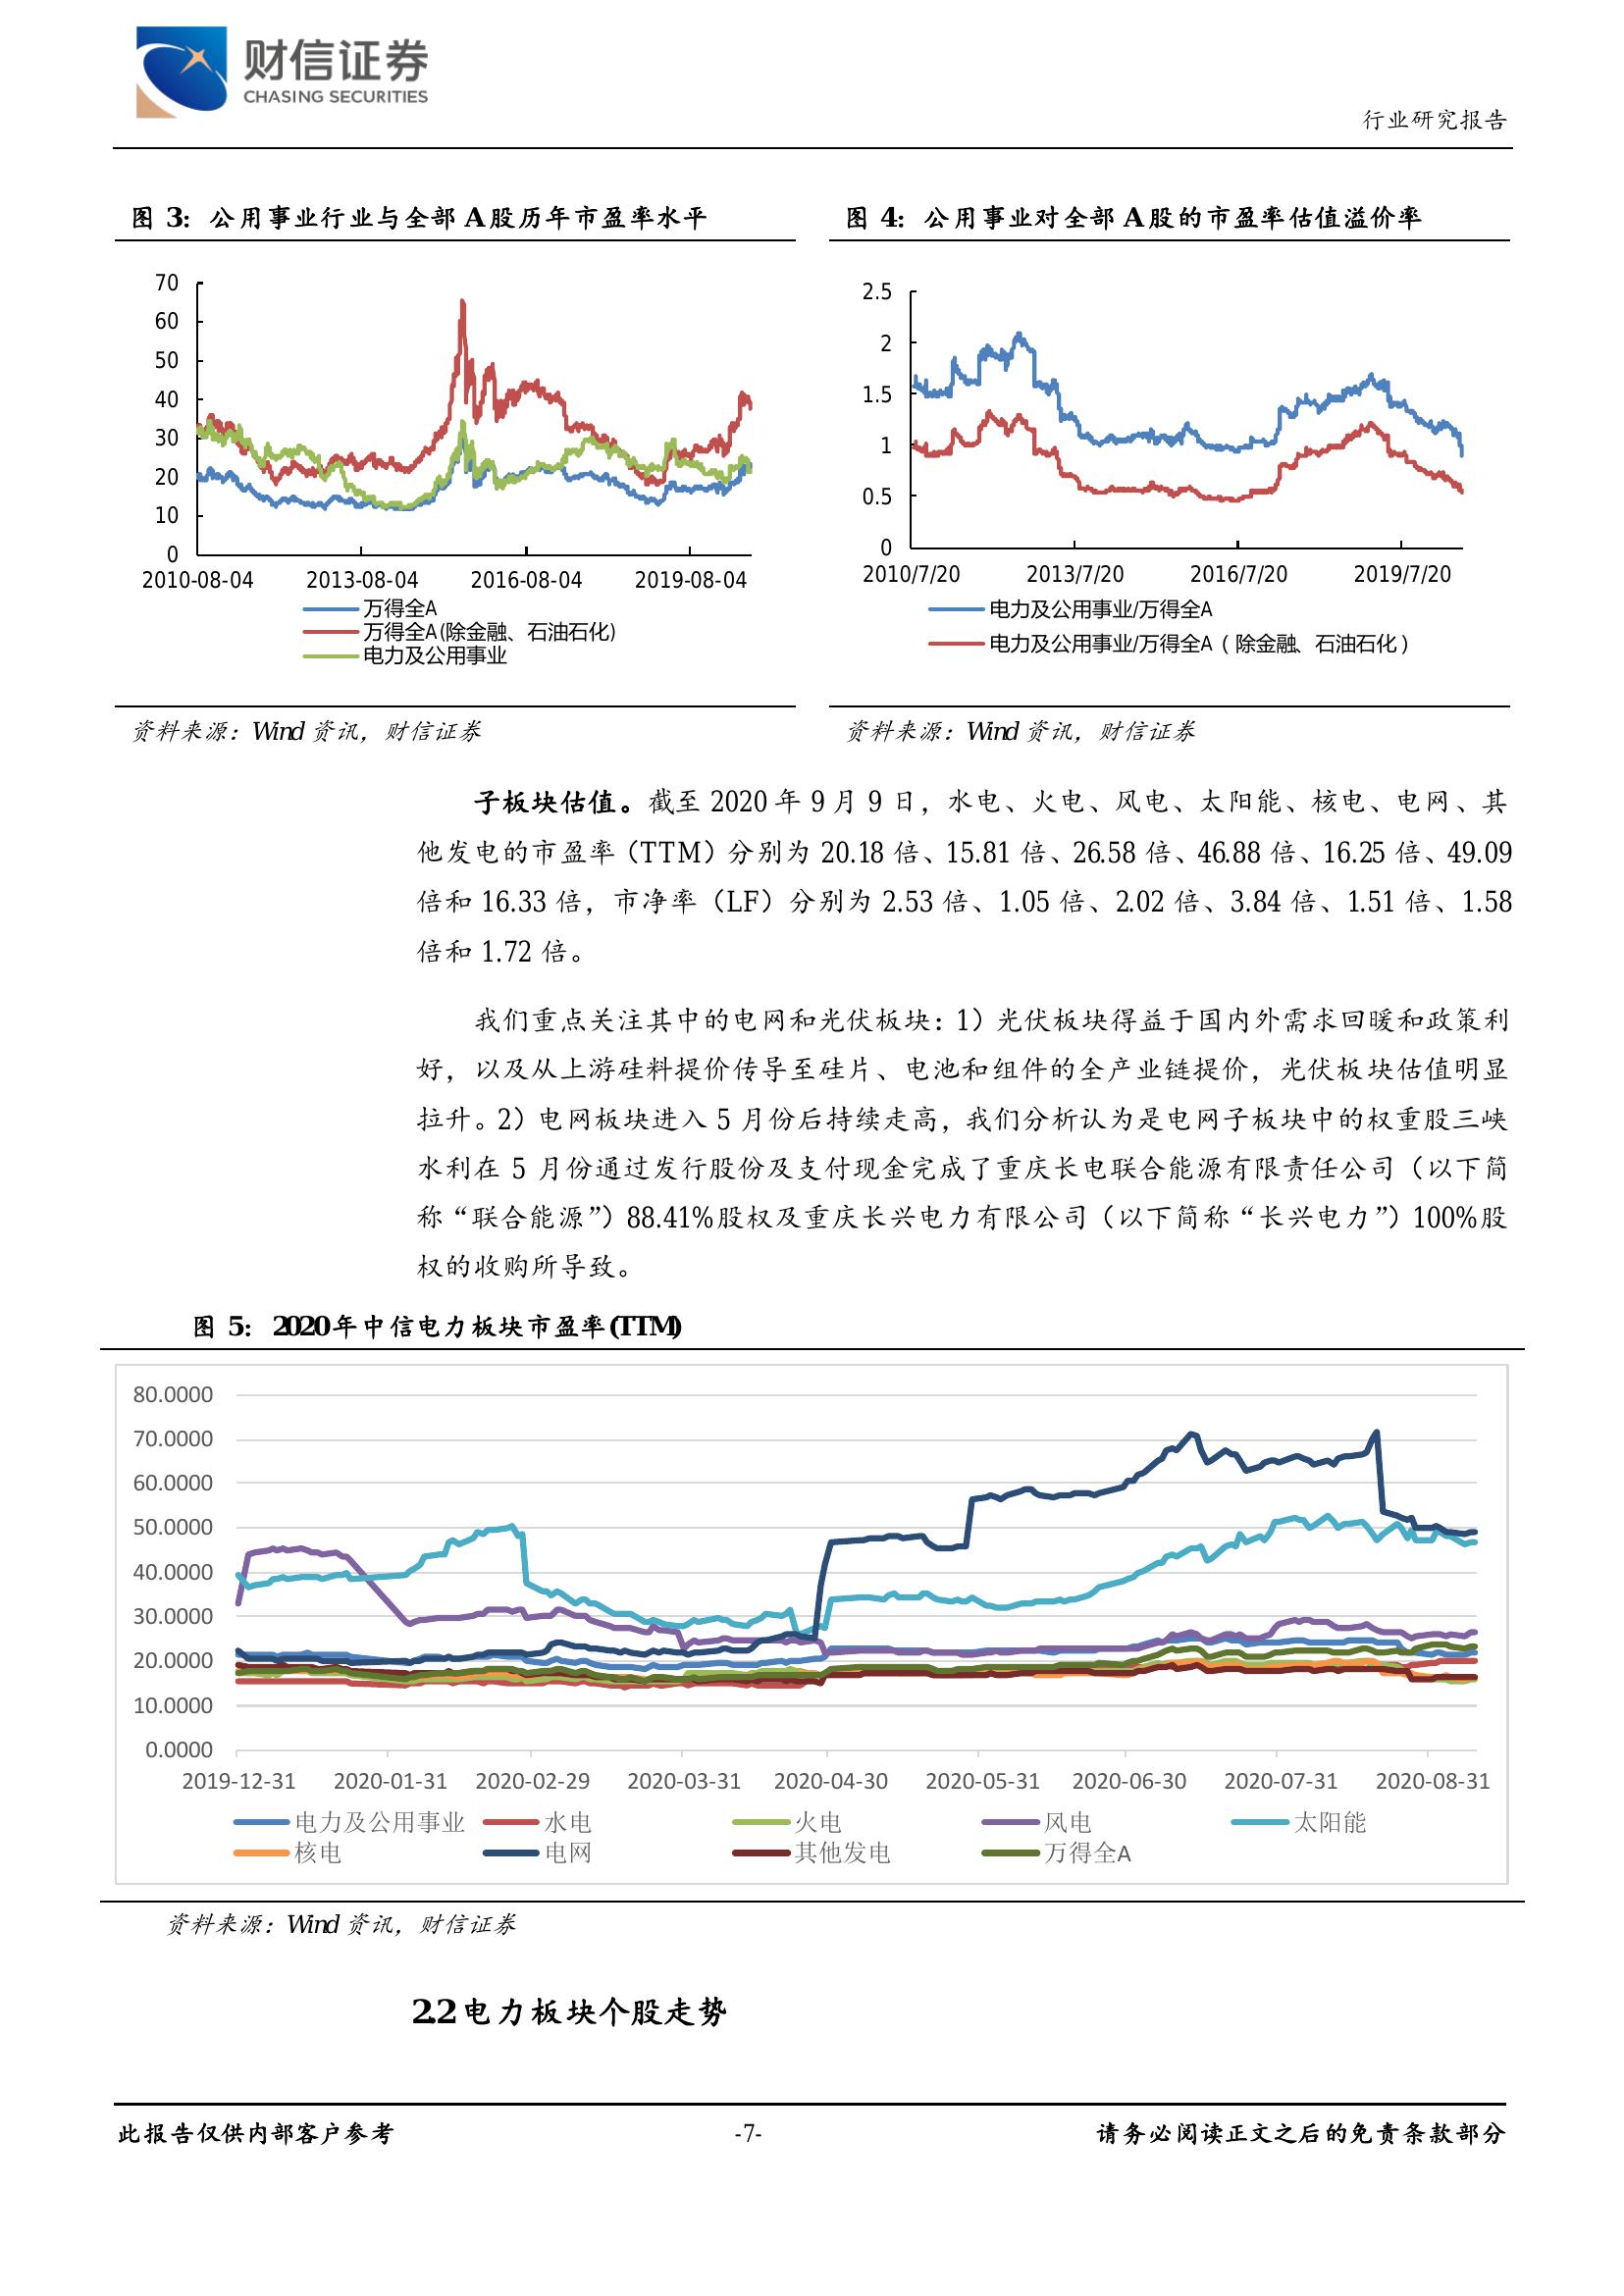 财信证券
CHASING SECURITIES
行业研究报告
图 3：公用事业行业与全部 A 股历年市盈率水平
70
60
50
40
30
20
10
0
2010-08-04 2013-08-04 2016-08-04 2019-08-04
万得全A
万得全A(除金融、石油石化)
电力及公用事业
资料来源：Wind 资讯，财信证券
图 4：公用事业对全部 A 股的市盈率估值溢价率
2.5
2
1.5
1
0.5
0
2010/7/20 2013/7/20 2016/7/20 2019/7/20
电力及公用事业/万得全A
电力及公用事业/万得全A（除金融、石油石化）
资料来源：Wind 资讯，财信证券
子板块估值。截至 2020 年 9 月 9 日，水电、火电、风电、太阳能、核电、电网、其
他发电的市盈率（TTM）分别为 20.18 倍、15.81 倍、26.58 倍、46.88 倍、16.25 倍、49.09
倍和 16.33 倍，市净率（LF）分别为 2.53 倍、1.05 倍、2.02 倍、3.84 倍、1.51 倍、1.58
倍和 1.72 倍。
我们重点关注其中的电网和光伏板块：1）光伏板块得益于国内外需求回暖和政策利
好，以及从上游硅料提价传导至硅片、电池和组件的全产业链提价，光伏板块估值明显
拉升。2）电网板块进入 5 月份后持续走高，我们分析认为是电网子板块中的权重股三峡
水利在 5 月份通过发行股份及支付现金完成了重庆长电联合能源有限责任公司（以下简
称“联合能源”）88.41%股权及重庆长兴电力有限公司（以下简称“长兴电力”）100%股
权的收购所导致。
图 5：2020 年中信电力板块市盈率(TTM)
80.0000
70.0000
60.0000
50.0000
40.0000
30.0000
20.0000
10.0000
0.0000
2019-12-31 2020-01-31 2020-02-29 2020-03-31 2020-04-30 2020-05-31 2020-06-30 2020-07-31 2020-08-31
电力及公用事业 水电 火电 风电 太阳能
核电 电网 其他发电 万得全A
资料来源：Wind 资讯，财信证券
2.2 电力板块个股走势
此报告仅供内部客户参考 -7- 请务必阅读正文之后的免责条款部分